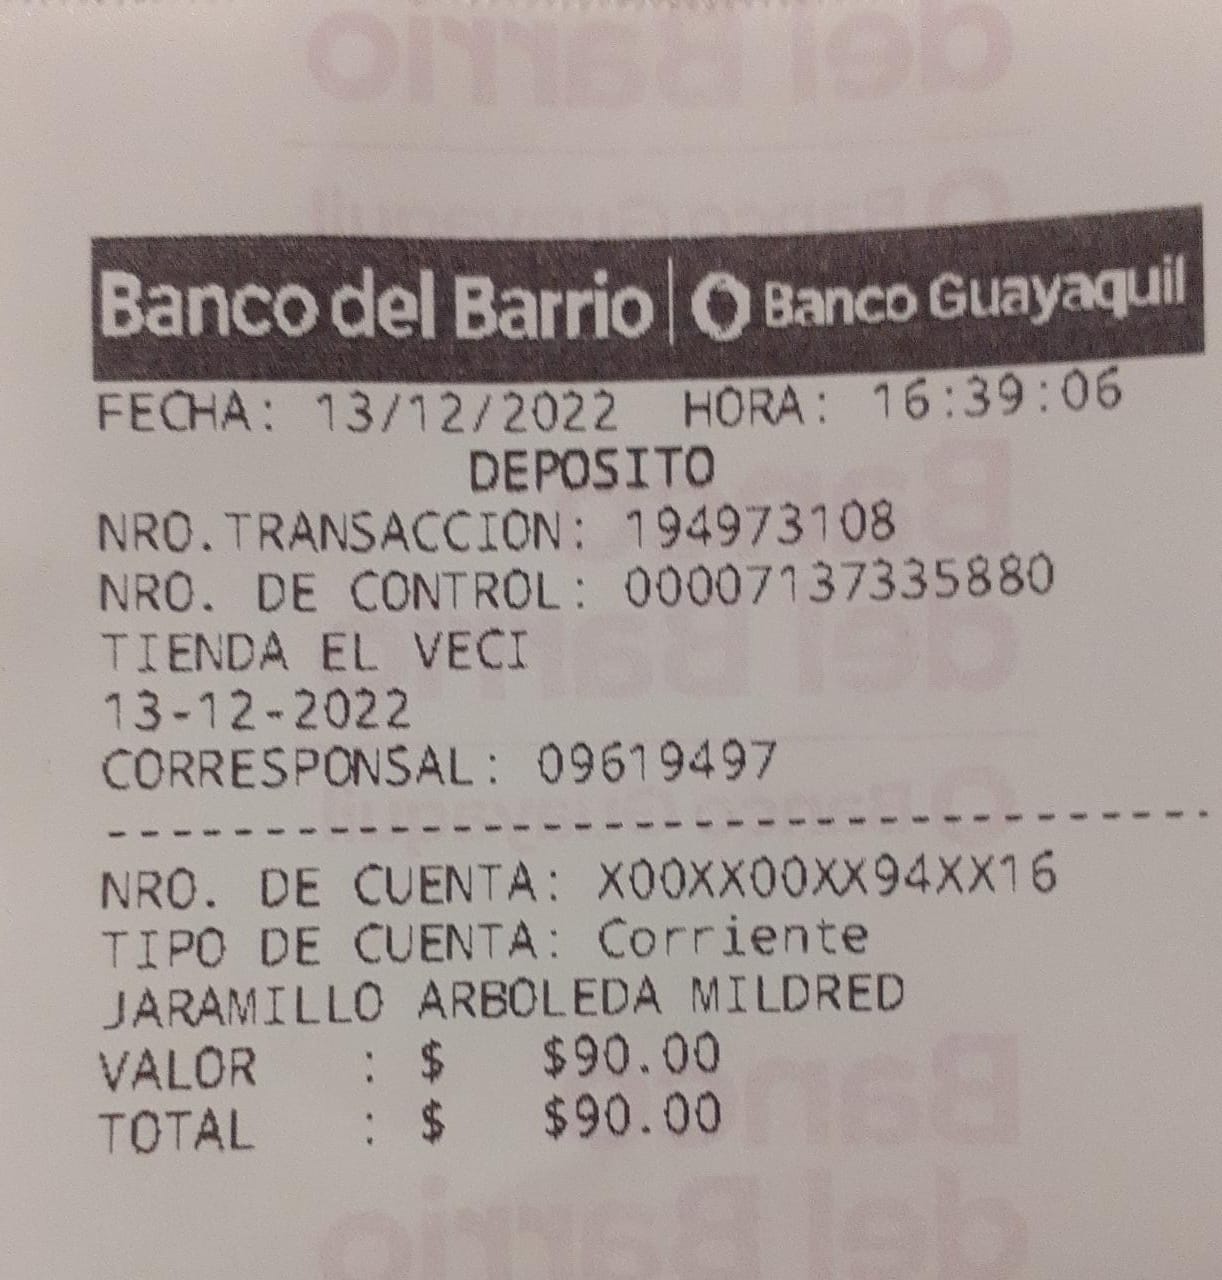 Banco del Barrio | Banco Guayaquil
FECHA: 13/12/2022 HORA: 16:39:06
DEPOSITO
NRO.TRANSACCION: 194973108
NRO. DE CONTROL: 00007137335880
TIENDA EL VECI
13-12-2022
CORRESPONSAL: 09619497
-----------------------------------
NRO. DE CUENTA: X00XX00XX94XX16
TIPO DE CUENTA: Corriente
JARAMILLO ARBOLEDA MILDRED
VALOR : $ $90.00
TOTAL : $ $90.00